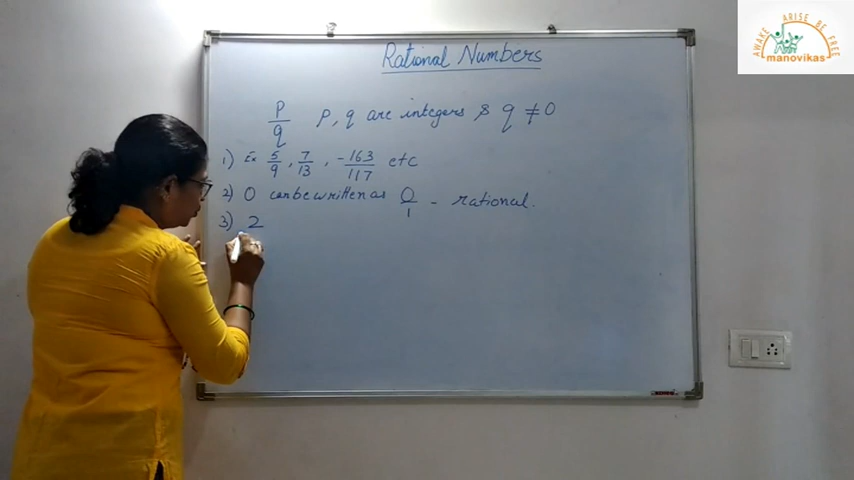 AWAKE ARISE BE FREE
manovikas
Rational Numbers
p/q p, q are integers & q ≠ 0
1) Ex 5/9, 7/13, -163/117 etc
2) 0 can be written as 0/1 - rational.
3) 2